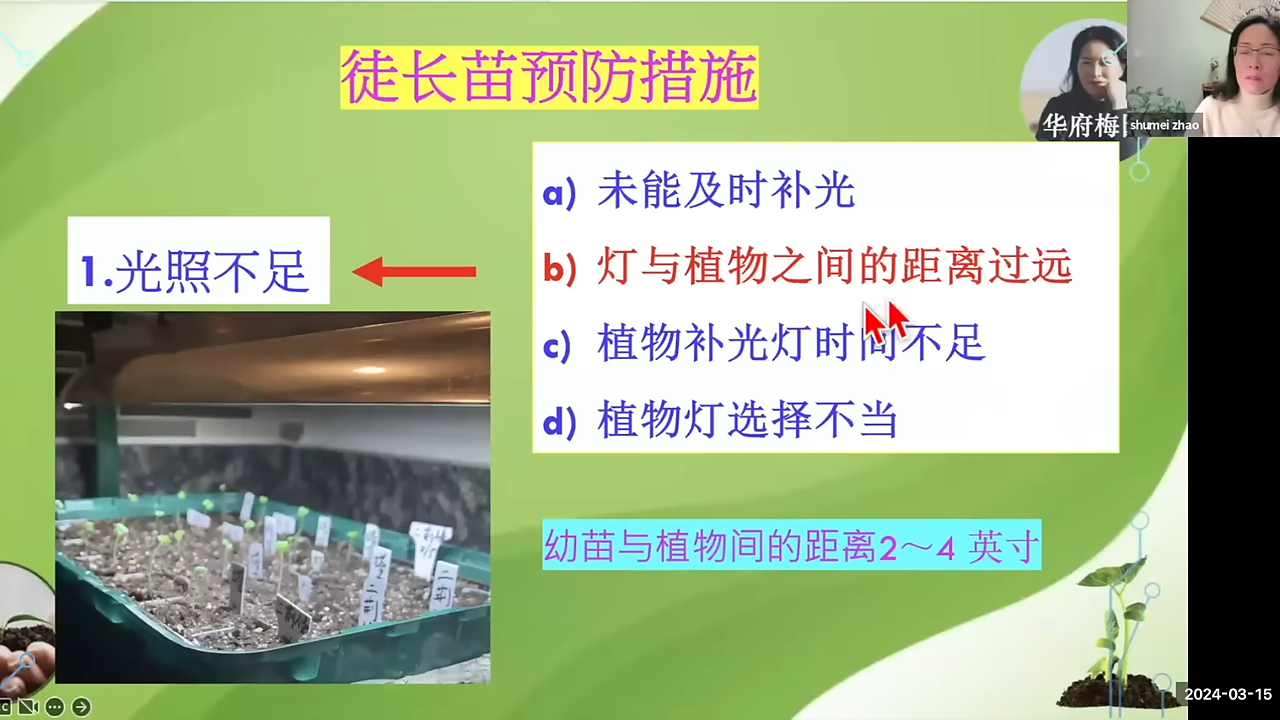 徒长苗预防措施
华府梅
shumei zhao
a) 未能及时补光
b) 灯与植物之间的距离过远
c) 植物补光灯时间不足
d) 植物灯选择不当
1.光照不足
幼苗与植物间的距离2～4 英寸
2024-03-15